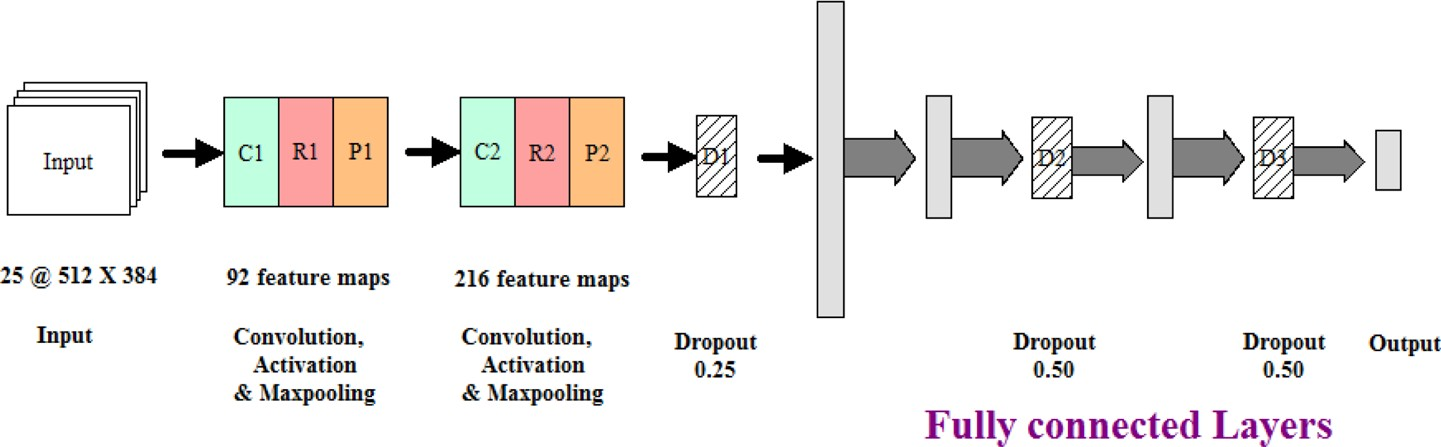 Input
C1 R1 P1
C2 R2 P2
D1
D2
D3
25 @ 512 X 384
92 feature maps
216 feature maps
Input
Convolution,
Activation
& Maxpooling
Convolution,
Activation
& Maxpooling
Dropout
0.25
Dropout
0.50
Dropout
0.50
Output
Fully connected Layers